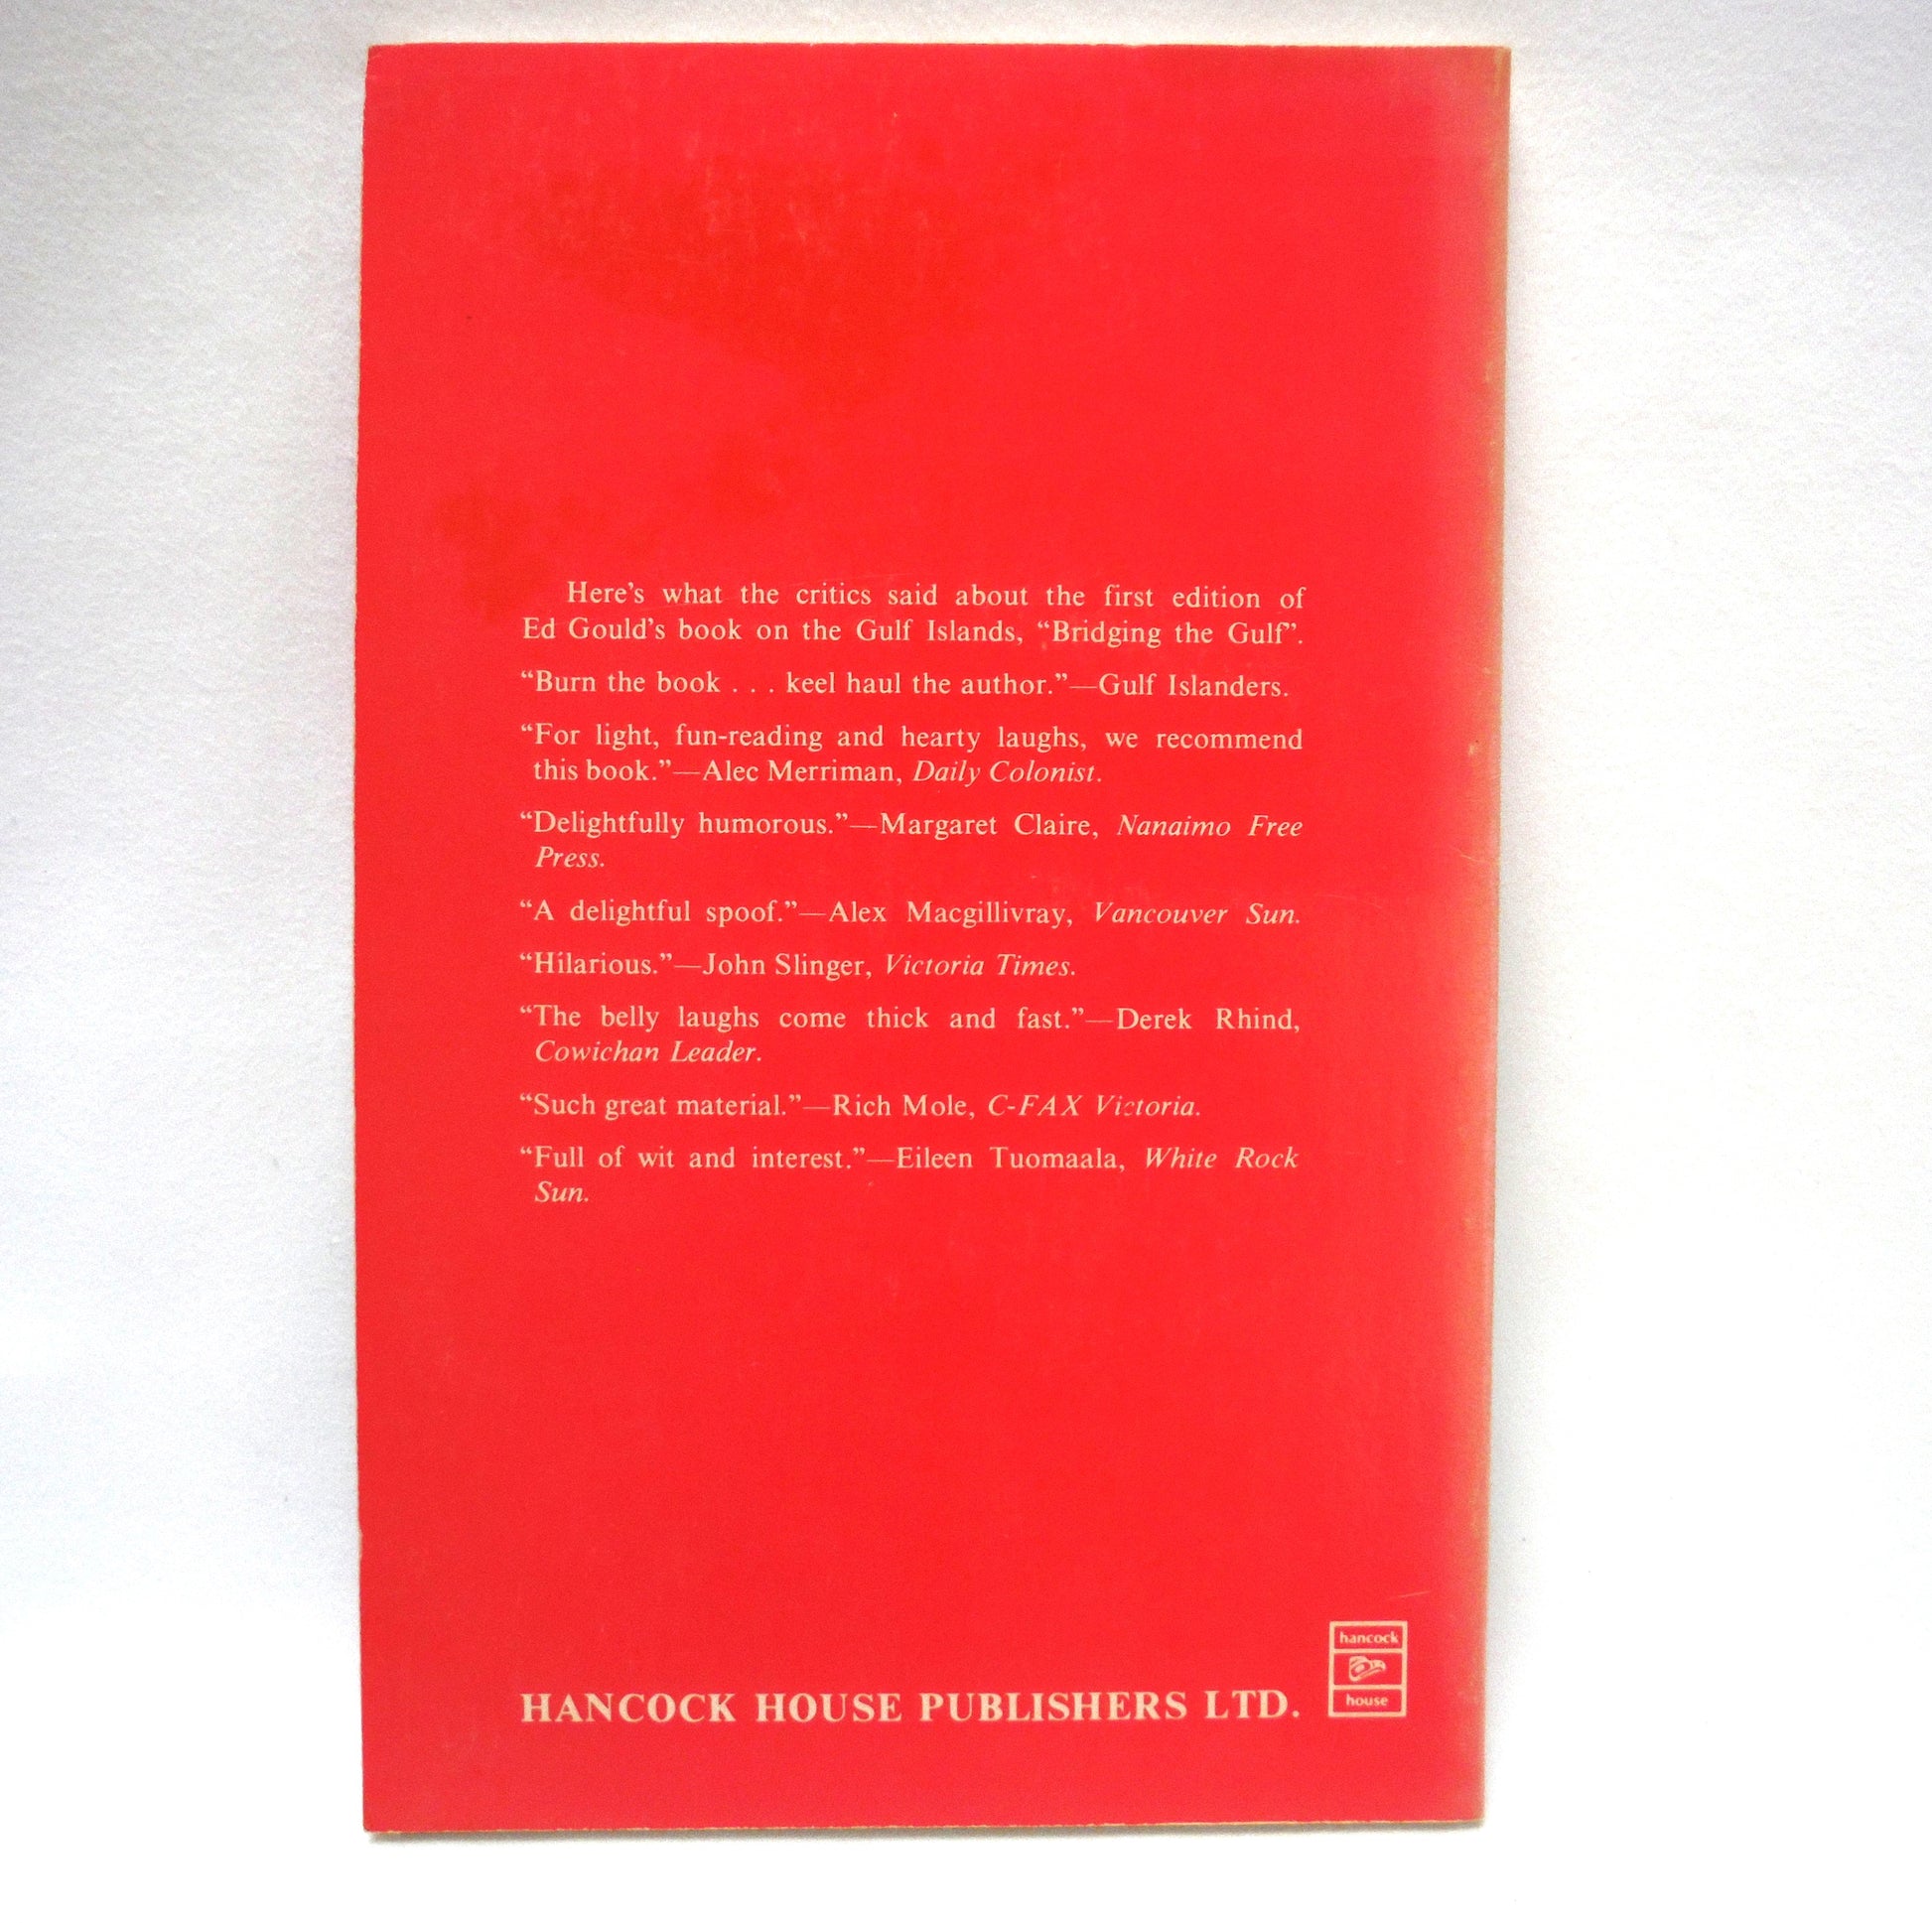 Here’s what the critics said about the first edition of
Ed Gould’s book on the Gulf Islands, “Bridging the Gulf”.
“Burn the book . . . keel haul the author.”—Gulf Islanders.
“For light, fun-reading and hearty laughs, we recommend
this book.”—Alec Merriman, Daily Colonist.
“Delightfully humorous.”—Margaret Claire, Nanaimo Free
Press.
“A delightful spoof.”—Alex Macgillivray, Vancouver Sun.
“Hilarious.”—John Slinger, Victoria Times.
“The belly laughs come thick and fast.”—Derek Rhind,
Cowichan Leader.
“Such great material.”—Rich Mole, C-FAX Victoria.
“Full of wit and interest.”—Eileen Tuomaala, White Rock
Sun.
HANCOCK HOUSE PUBLISHERS LTD.
hancock
house